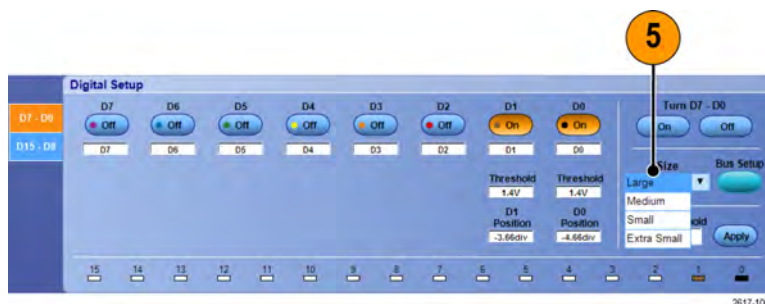 5
Digital Setup
D7 - D0
D15 - D8
D7 D6 D5 D4 D3 D2 D1 D0 Turn D7 - D0
Off Off Off Off Off Off On On On Off
D7 D6 D5 D4 D3 D2 D1 D0
Size Bus Setup
Threshold Threshold Large
1.4V 1.4V Medium
D1 D0 Small
Position Position Extra Small old Apply
-3.66div -4.66div
15 14 13 12 11 10 9 8 7 6 5 4 3 2 1 0